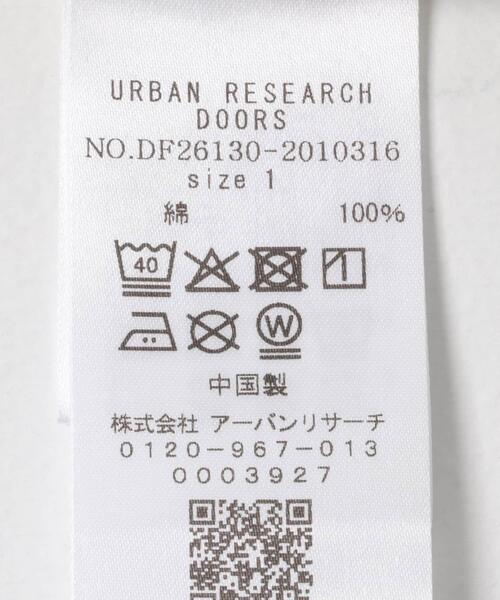 URBAN RESEARCH
DOORS
NO.DF26130-2010316
size 1
綿 100%
40
W
中国製
株式会社 アーバンリサーチ
0120-967-013
0003927